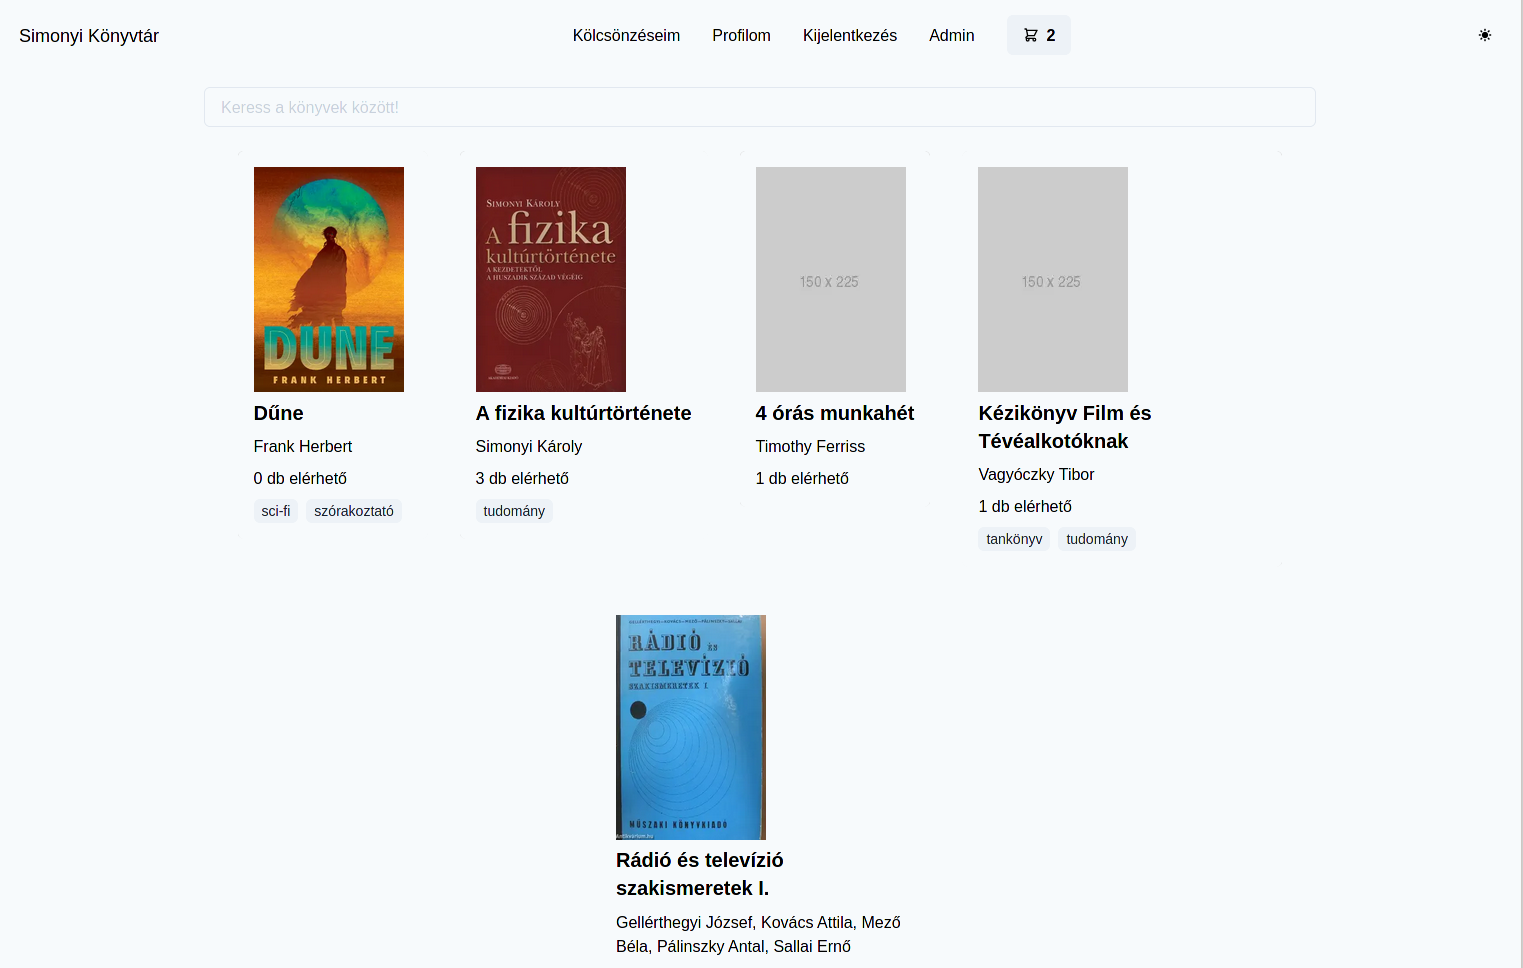 Simonyi Könyvtár
Kölcsönzéseim
Profilom
Kijelentkezés
Admin
2
Keress a könyvek között!
DUNE
FRANK HERBERT
Dűne
Frank Herbert
0 db elérhető
sci-fi
szórakoztató
SIMONYI KÁROLY
A fizika
kultúrtörténete
A KEZDETEKTŐL
A HUSZADIK SZÁZAD VÉGÉIG
A fizika kultúrtörténete
Simonyi Károly
3 db elérhető
tudomány
150 x 225
4 órás munkahét
Timothy Ferriss
1 db elérhető
150 x 225
Kézikönyv Film és
Tévéalkotóknak
Vagyóczky Tibor
1 db elérhető
tankönyv
tudomány
RÁDIÓ ÉS
TELEVÍZIÓ
SZAKISMERETEK I.
MŰSZAKI KÖNYVKIADÓ
Rádió és televízió
szakismeretek I.
Gellérthegyi József, Kovács Attila, Mező
Béla, Pálinszky Antal, Sallai Ernő